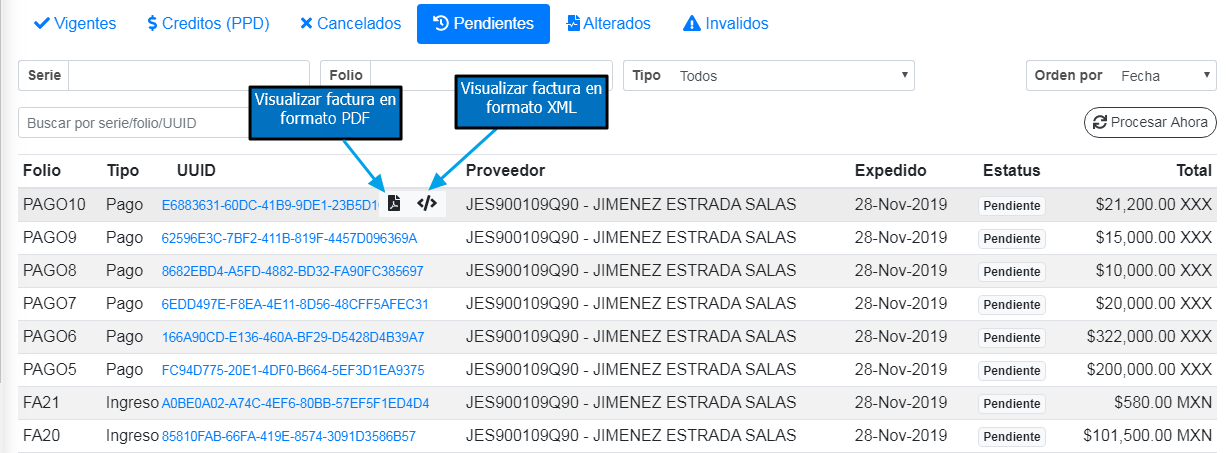 Vigentes Creditos (PPD) Cancelados Pendientes Alterados Invalidos
Serie Folio Tipo Todos Orden por Fecha
Visualizar factura en
formato PDF
Visualizar factura en
formato XML
Buscar por serie/folio/UUID Procesar Ahora
Folio Tipo UUID Proveedor Expedido Estatus Total
PAGO10 Pago E6883631-60DC-41B9-9DE1-23B5D1 JES900109Q90 - JIMENEZ ESTRADA SALAS 28-Nov-2019 Pendiente $21,200.00 XXX
PAGO9 Pago 62596E3C-7BF2-411B-819F-4457D096369A JES900109Q90 - JIMENEZ ESTRADA SALAS 28-Nov-2019 Pendiente $15,000.00 XXX
PAGO8 Pago 8682EBD4-A5FD-4882-BD32-FA90FC385697 JES900109Q90 - JIMENEZ ESTRADA SALAS 28-Nov-2019 Pendiente $10,000.00 XXX
PAGO7 Pago 6EDD497E-F8EA-4E11-8D56-48CFF5AFEC31 JES900109Q90 - JIMENEZ ESTRADA SALAS 28-Nov-2019 Pendiente $20,000.00 XXX
PAGO6 Pago 166A90CD-E136-460A-BF29-D5428D4B39A7 JES900109Q90 - JIMENEZ ESTRADA SALAS 28-Nov-2019 Pendiente $322,000.00 XXX
PAGO5 Pago FC94D775-20E1-4DF0-B664-5EF3D1EA9375 JES900109Q90 - JIMENEZ ESTRADA SALAS 28-Nov-2019 Pendiente $200,000.00 XXX
FA21 Ingreso A0BE0A02-A74C-4EF6-80BB-57EF5F1ED4D4 JES900109Q90 - JIMENEZ ESTRADA SALAS 28-Nov-2019 Pendiente $580.00 MXN
FA20 Ingreso 85810FAB-66FA-419E-8574-3091D3586B57 JES900109Q90 - JIMENEZ ESTRADA SALAS 28-Nov-2019 Pendiente $101,500.00 MXN